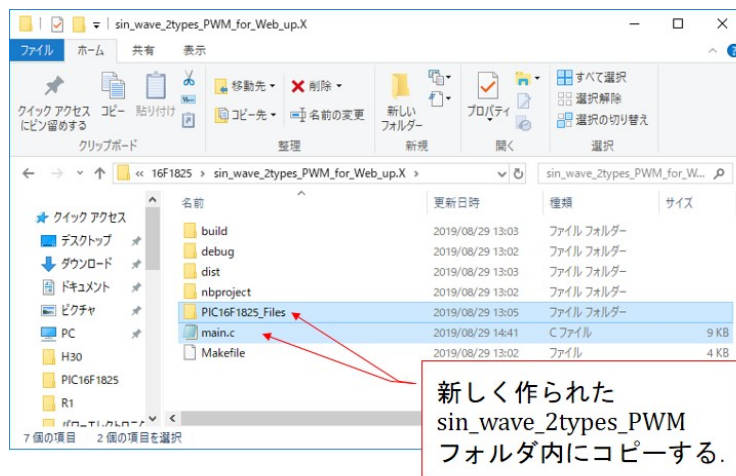 sin_wave_2types_PWM_for_Web_up.X
ファイル ホーム 共有 表示
クイック アクセス
にピン留めする
コピー
貼り付け
移動先
コピー先
削除
名前の変更
新しい
フォルダー
プロパティ
すべて選択
選択解除
選択の切り替え
クリップボード 整理 新規 開く 選択
« 16F1825 › sin_wave_2types_PWM_for_Web_up.X ›
sin_wave_2types_PWM_for_W...
名前 更新日時 種類 サイズ
クイック アクセス
デスクトップ
ダウンロード
ドキュメント
ピクチャ
PC
H30
PIC16F1825
R1
build 2019/08/29 13:03 ファイル フォルダー
debug 2019/08/29 13:02 ファイル フォルダー
dist 2019/08/29 13:03 ファイル フォルダー
nbproject 2019/08/29 13:02 ファイル フォルダー
PIC16F1825_Files 2019/08/29 13:05 ファイル フォルダー
main.c 2019/08/29 14:41 C ファイル 9 KB
Makefile 2019/08/29 13:02 ファイル 4 KB
新しく作られた
sin_wave_2types_PWM
フォルダ内にコピーする.
7 個の項目 2 個の項目を選択